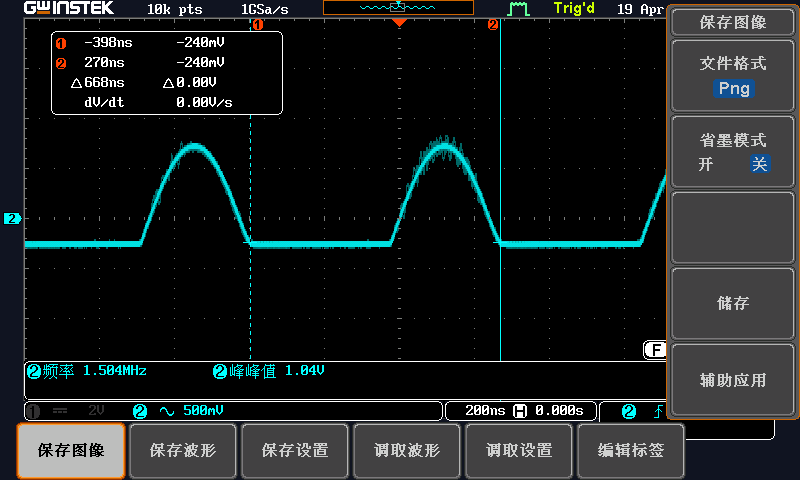 GWINSTEK 10k pts 1GSa/s Trig'd 19 Apr
1 2
1 -398ns -240mV
2 270ns -240mV
△668ns △0.00V
dV/dt 0.00V/s
2
F
2频率 1.504MHz 2峰峰值 1.04V
1 2V 2 500mV 200ns H 0.000s 2
保存图像
文件格式
Png
省墨模式
开 关
储存
辅助应用
保存图像 保存波形 保存设置 调取波形 调取设置 编辑标签